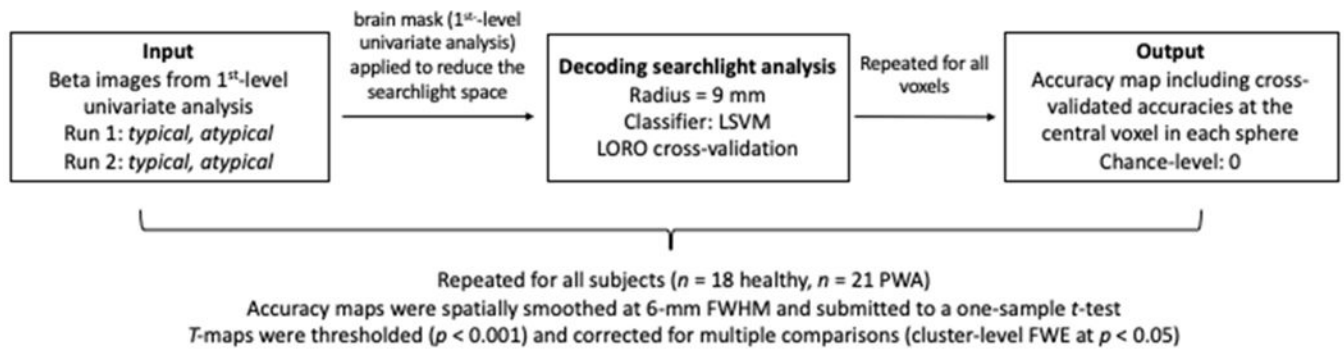 Input
Beta images from 1st-level
univariate analysis
Run 1: typical, atypical
Run 2: typical, atypical
brain mask (1st-level
univariate analysis)
applied to reduce the
searchlight space
Decoding searchlight analysis
Radius = 9 mm
Classifier: LSVM
LORO cross-validation
Repeated for all
voxels
Output
Accuracy map including cross-
validated accuracies at the
central voxel in each sphere
Chance-level: 0
Repeated for all subjects (n = 18 healthy, n = 21 PWA)
Accuracy maps were spatially smoothed at 6-mm FWHM and submitted to a one-sample t-test
T-maps were thresholded (p < 0.001) and corrected for multiple comparisons (cluster-level FWE at p < 0.05)